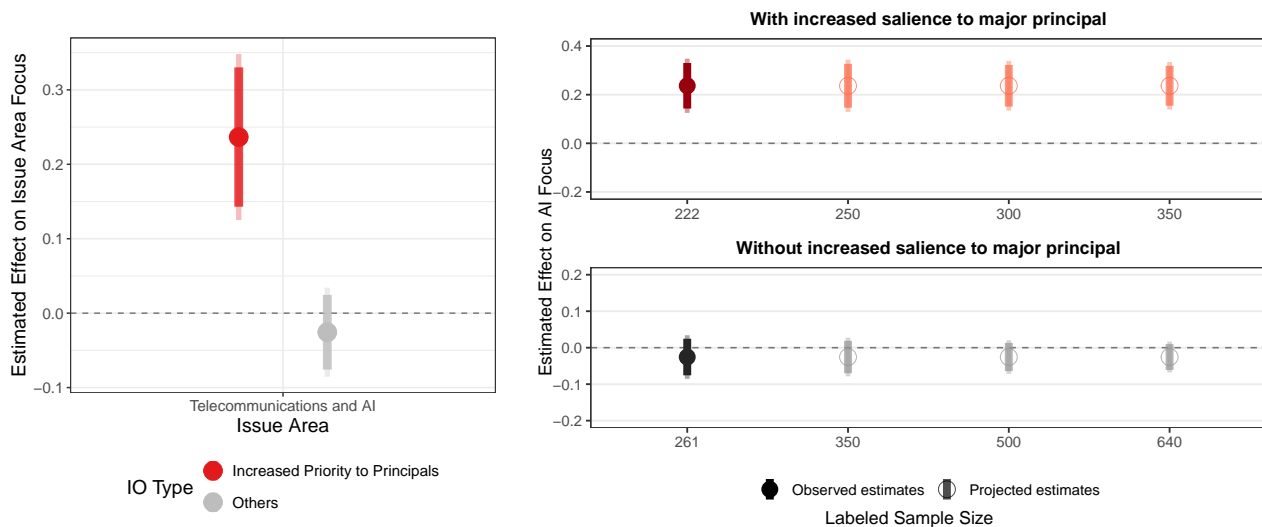 Estimated Effect on Issue Area Focus
0.3
0.2
0.1
0.0
−0.1
Telecommunications and AI
Issue Area
IO Type
Increased Priority to Principals
Others
With increased salience to major principal
Estimated Effect on AI Focus
0.4
0.2
0.0
−0.2
222 250 300 350
Without increased salience to major principal
0.2
0.1
0.0
−0.1
−0.2
261 350 500 640
Observed estimates Projected estimates
Labeled Sample Size